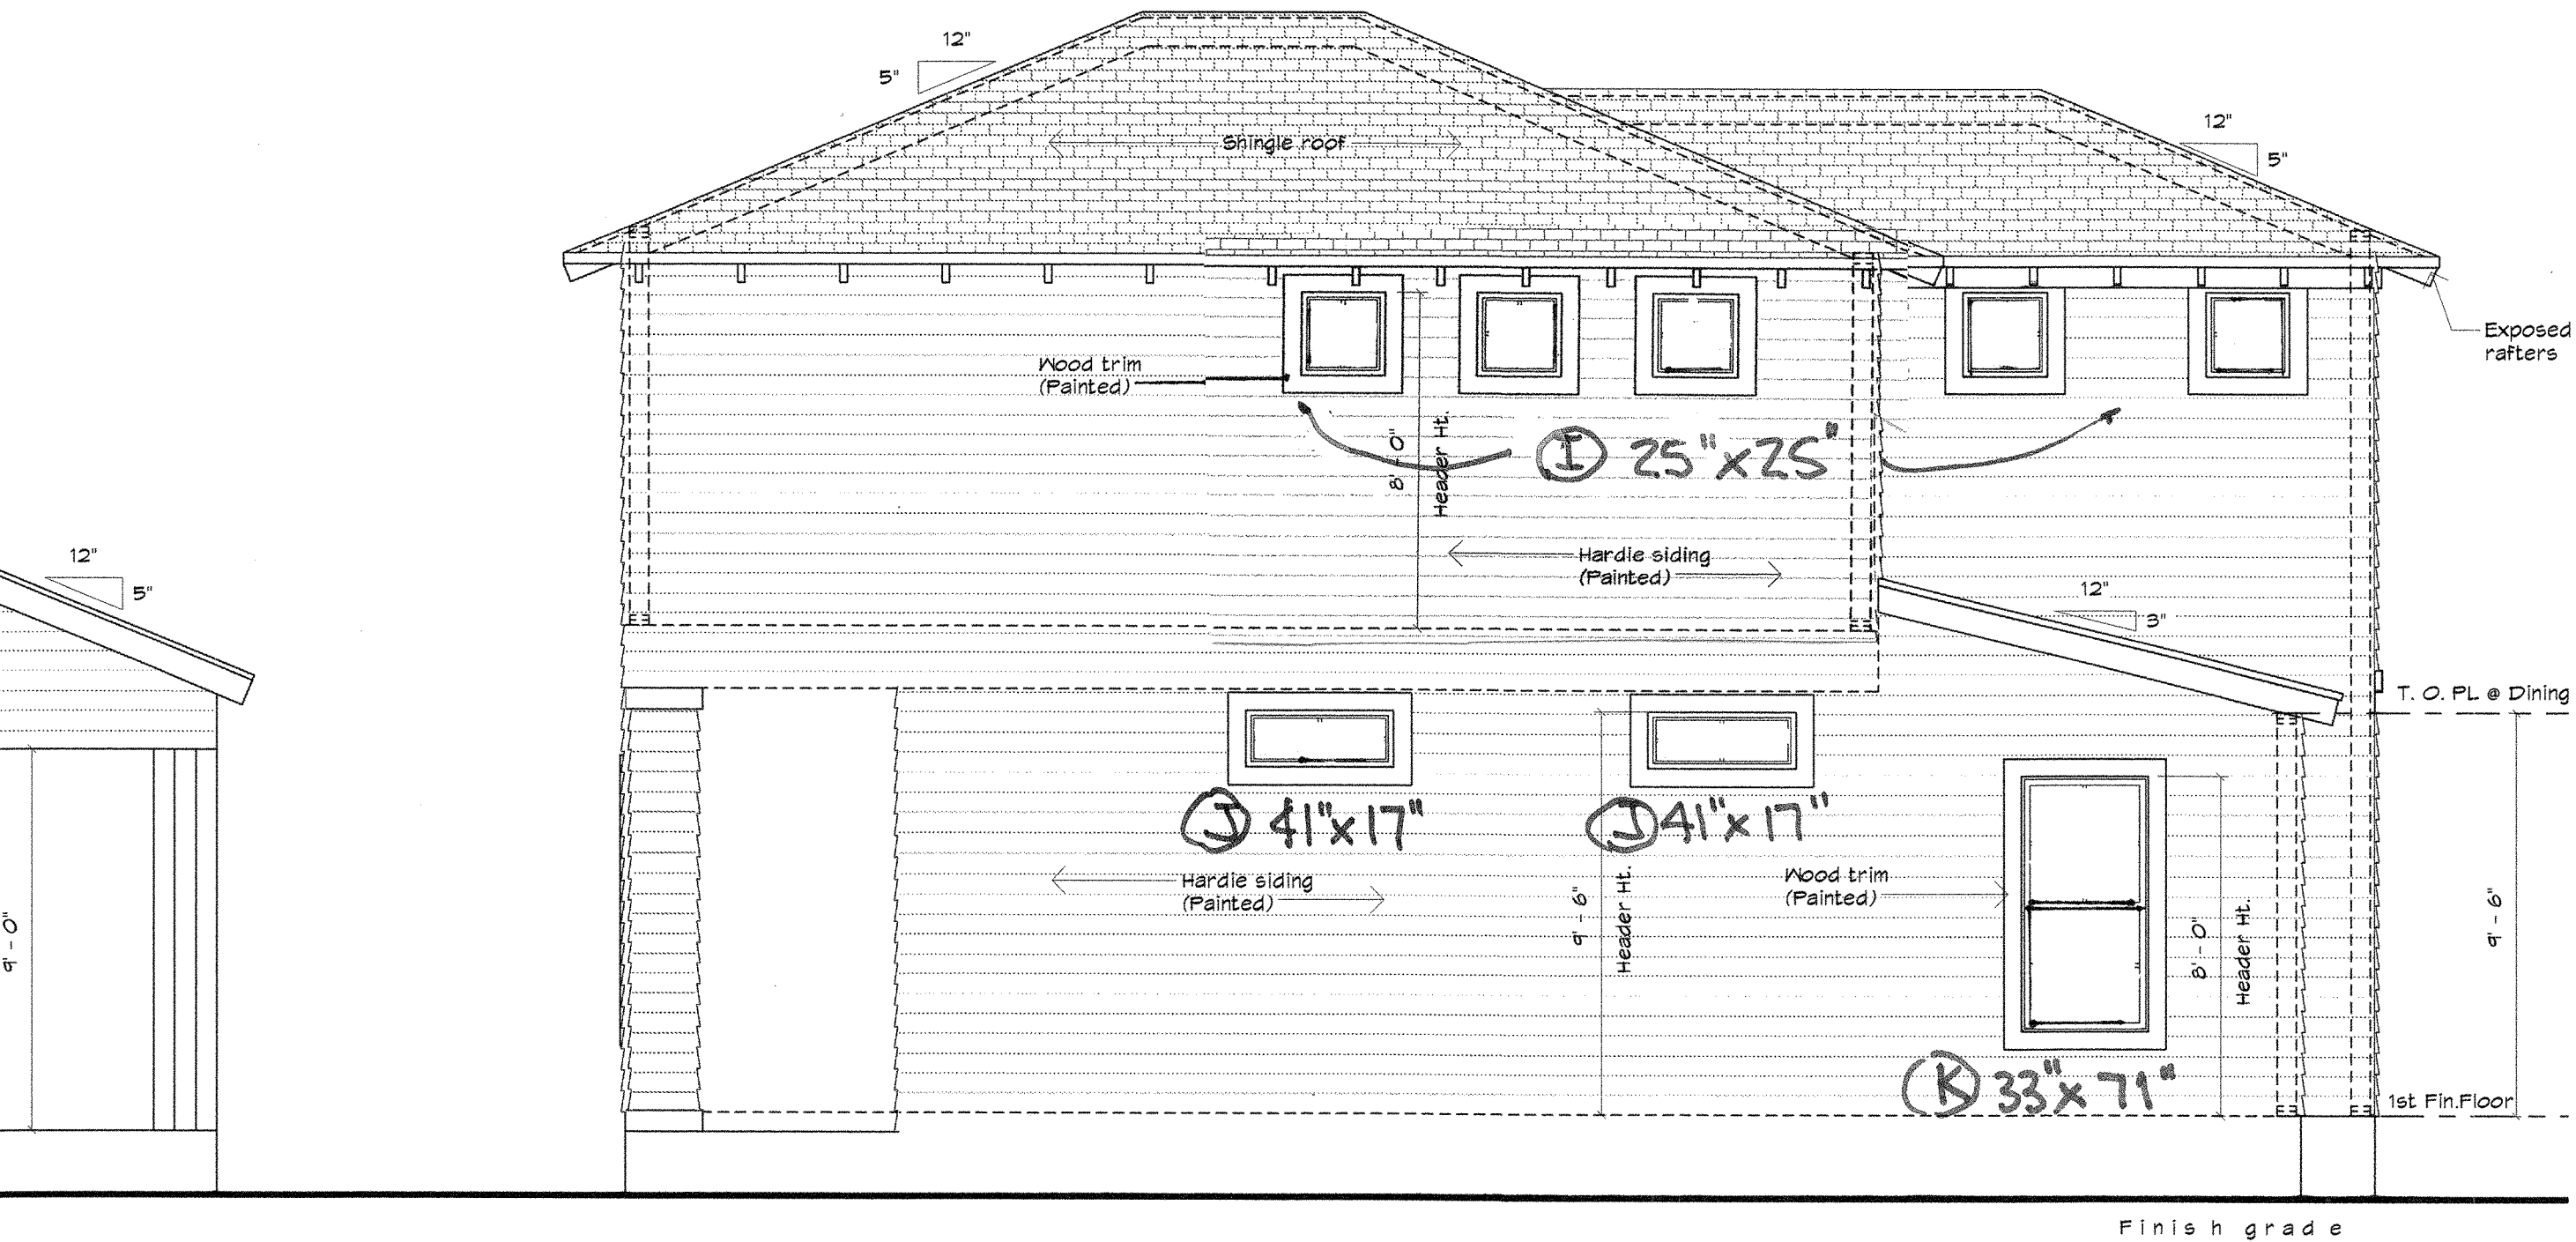 12"
5"
12"
5"
Shingle roof
Exposed
rafters
Wood trim
(Painted)
8' - 0"
Header Ht.
I 25"x25"
Hardie siding
(Painted)
12"
5"
12"
3"
T. O. PL @ Dining
J 41"x17"
J 41"x17"
Hardie siding
(Painted)
9' - 6"
Header Ht.
Wood trim
(Painted)
8' - 0"
Header Ht.
9' - 6"
9' - 0"
K 33"x 71"
1st Fin.Floor
Finish grade